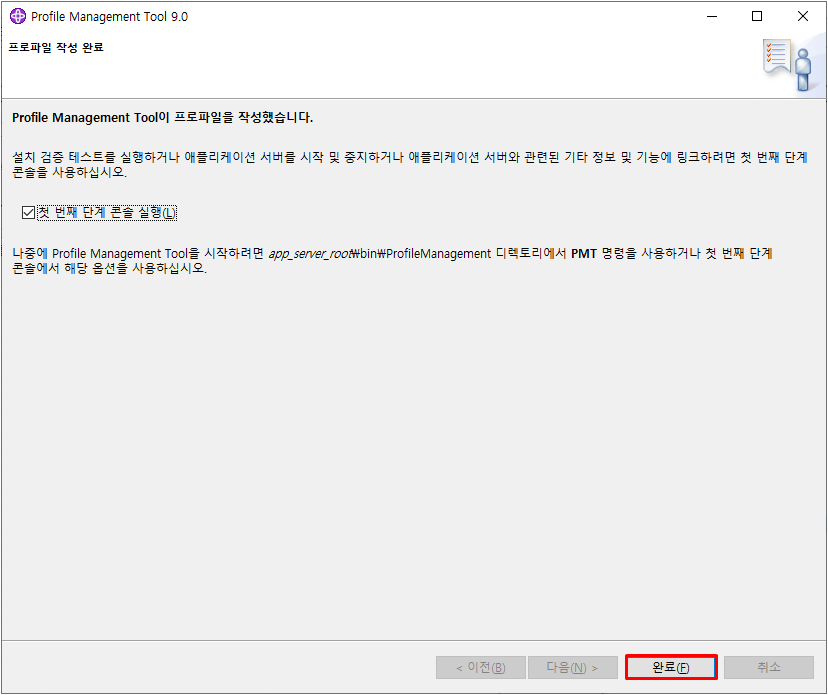 Profile Management Tool 9.0
프로파일 작성 완료
Profile Management Tool이 프로파일을 작성했습니다.
설치 검증 테스트를 실행하거나 애플리케이션 서버를 시작 및 중지하거나 애플리케이션 서버와 관련된 기타 정보 및 기능에 링크하려면 첫 번째 단계
콘솔을 사용하십시오.
첫 번째 단계 콘솔 실행(L)
나중에 Profile Management Tool을 시작하려면 app_server_root₩bin₩ProfileManagement 디렉토리에서 PMT 명령을 사용하거나 첫 번째 단계
콘솔에서 해당 옵션을 사용하십시오.
< 이전(B) 다음(N) > 완료(F) 취소